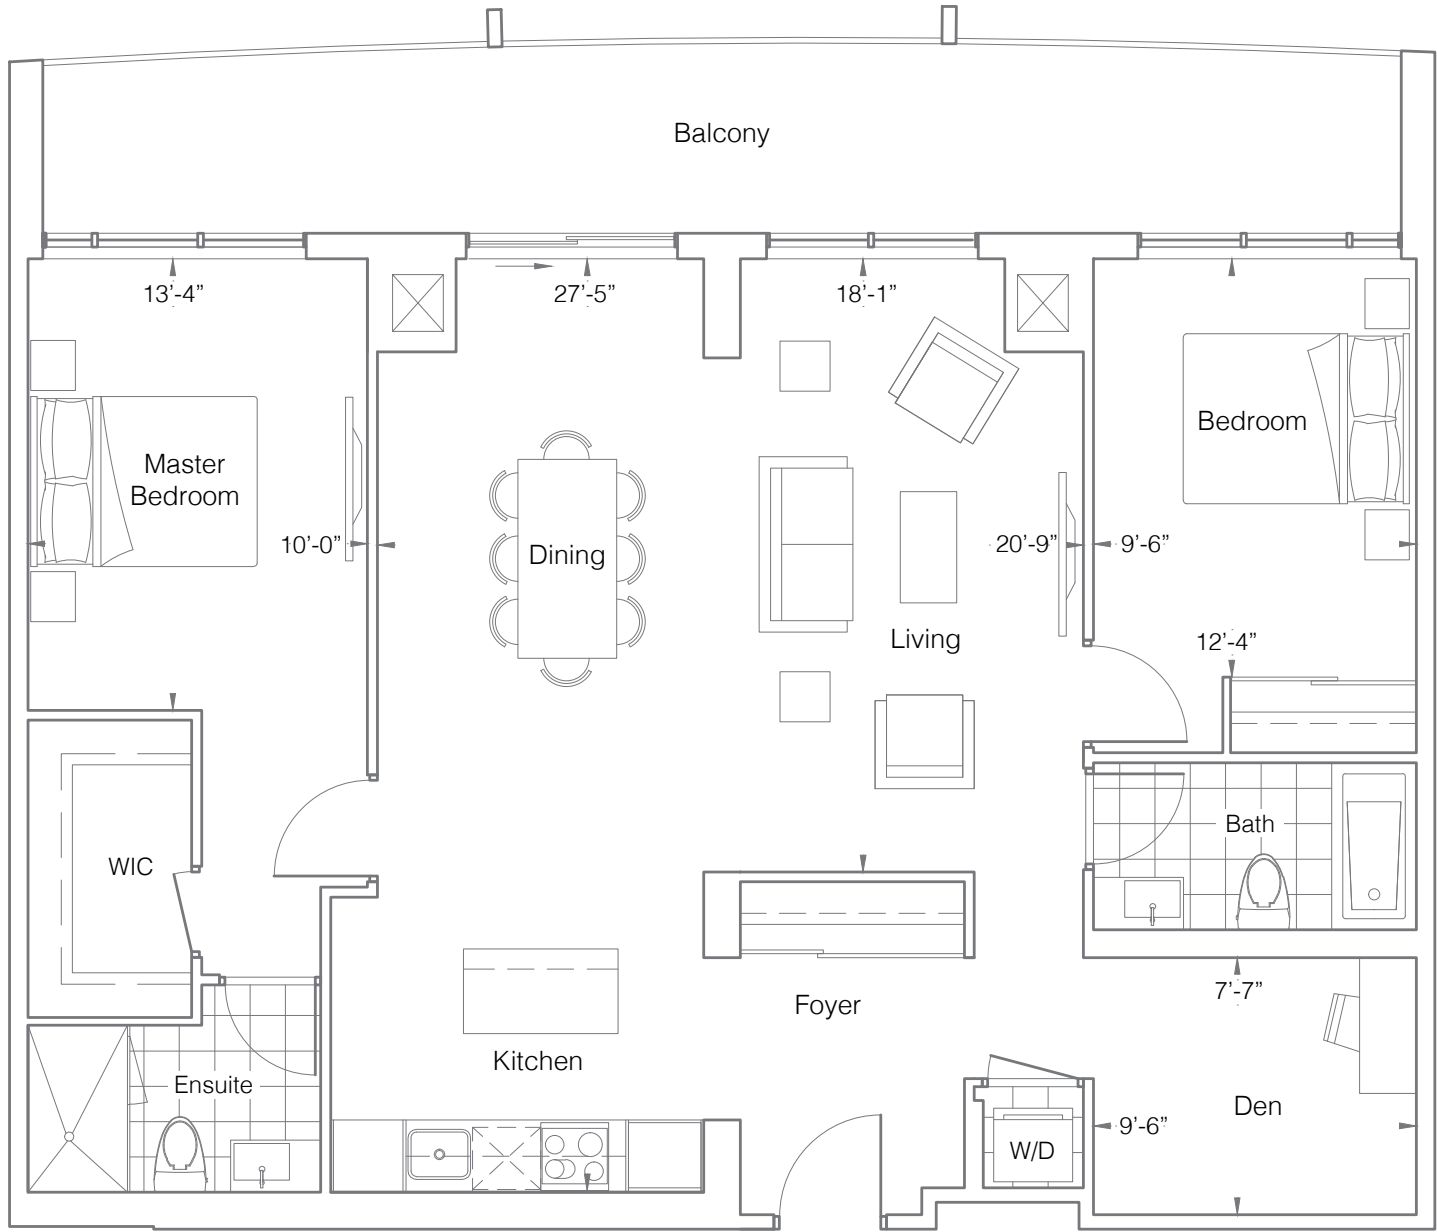 Balcony
13’-4”
27’-5”
18’-1”
Bedroom
Master
Bedroom
10’-0”
Dining
20’-9”
9’-6”
Living
12’-4”
Bath
WIC
7’-7”
Foyer
Kitchen
Ensuite
Den
9’-6”
W/D